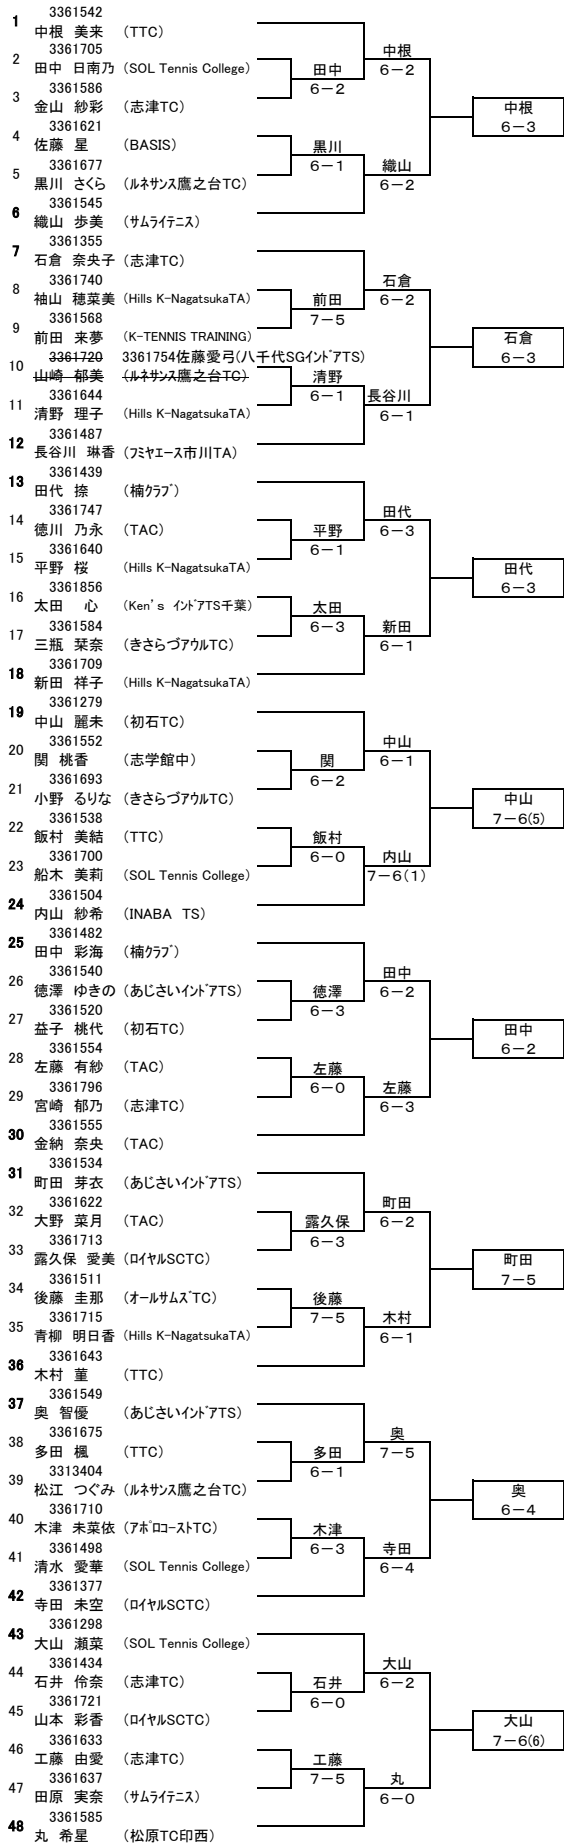 3361542
1 中根 美来 (TTC)
中根
6-2
3361705
2 田中 日南乃 (SOL Tennis College)
田中
6-2
3361586
3 金山 紗彩 (志津TC)
中根
6-3
3361621
4 佐藤 星 (BASIS)
黒川
6-1
3361677
5 黒川 さくら (ルネサンス鷹之台TC)
織山
6-2
3361545
6 織山 歩美 (サムライテニス)
3361355
7 石倉 奈央子 (志津TC)
石倉
6-2
3361740
8 袖山 穂菜美 (Hills K-NagatsukaTA)
前田
7-5
3361568
9 前田 来夢 (K-TENNIS TRAINING)
石倉
6-3
3361720 3361754佐藤愛弓(八千代SGインドアTS)
10 山崎 郁美 (ルネサンス鷹之台TC)
清野
6-1
3361644
11 清野 理子 (Hills K-NagatsukaTA)
長谷川
6-1
3361487
12 長谷川 琳香 (フミヤエース市川TA)
3361439
13 田代 捺 (楠クラブ)
田代
6-3
3361747
14 徳川 乃永 (TAC)
平野
6-1
3361640
15 平野 桜 (Hills K-NagatsukaTA)
田代
6-3
3361856
16 太田 心 (Ken's インドアTS千葉)
太田
6-3
3361584
17 三瓶 栞奈 (きさらづアウルTC)
新田
6-1
3361709
18 新田 祥子 (Hills K-NagatsukaTA)
3361279
19 中山 麗未 (初石TC)
中山
6-1
3361552
20 関 桃香 (志学館中)
関
6-2
3361693
21 小野 るりな (きさらづアウルTC)
中山
7-6(5)
3361538
22 飯村 美結 (TTC)
飯村
6-0
3361700
23 船木 美莉 (SOL Tennis College)
内山
7-6(1)
3361504
24 内山 紗希 (INABA TS)
3361482
25 田中 彩海 (楠クラブ)
田中
6-2
3361540
26 徳澤 ゆきの (あじさいインドアTS)
徳澤
6-3
3361520
27 益子 桃代 (初石TC)
田中
6-2
3361554
28 左藤 有紗 (TAC)
左藤
6-0
3361796
29 宮崎 郁乃 (志津TC)
左藤
6-3
3361555
30 金納 奈央 (TAC)
3361534
31 町田 芽衣 (あじさいインドアTS)
町田
6-2
3361622
32 大野 菜月 (TAC)
露久保
6-3
3361713
33 露久保 愛美 (ロイヤルSCTC)
町田
7-5
3361511
34 後藤 圭那 (オールサムズTC)
後藤
7-5
3361715
35 青柳 明日香 (Hills K-NagatsukaTA)
木村
6-1
3361643
36 木村 菫 (TTC)
3361549
37 奥 智優 (あじさいインドアTS)
奥
7-5
3361675
38 多田 楓 (TTC)
多田
6-1
3313404
39 松江 つぐみ (ルネサンス鷹之台TC)
奥
6-4
3361710
40 木津 未菜依 (アポロコーストTC)
木津
6-3
3361498
41 清水 愛華 (SOL Tennis College)
寺田
6-4
3361377
42 寺田 未空 (ロイヤルSCTC)
3361298
43 大山 瀬菜 (SOL Tennis College)
大山
6-2
3361434
44 石井 伶奈 (志津TC)
石井
6-0
3361721
45 山本 彩香 (ロイヤルSCTC)
大山
7-6(6)
3361633
46 工藤 由愛 (志津TC)
工藤
7-5
3361637
47 田原 実奈 (サムライテニス)
丸
6-0
3361585
48 丸 希星 (松原TC印西)